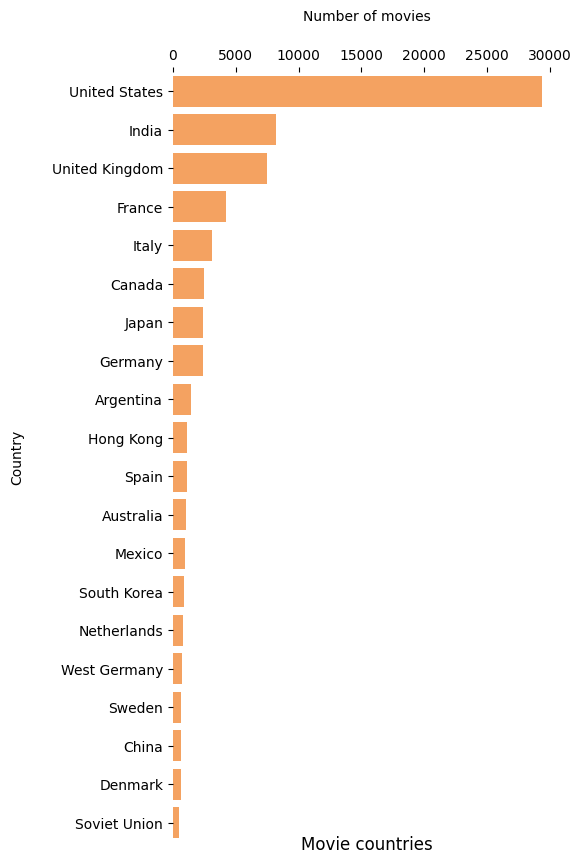 Number of movies
0 5000 10000 15000 20000 25000 30000
United States
India
United Kingdom
France
Italy
Canada
Japan
Germany
Argentina
Hong Kong
Spain
Australia
Mexico
South Korea
Netherlands
West Germany
Sweden
China
Denmark
Soviet Union
Country
Movie countries